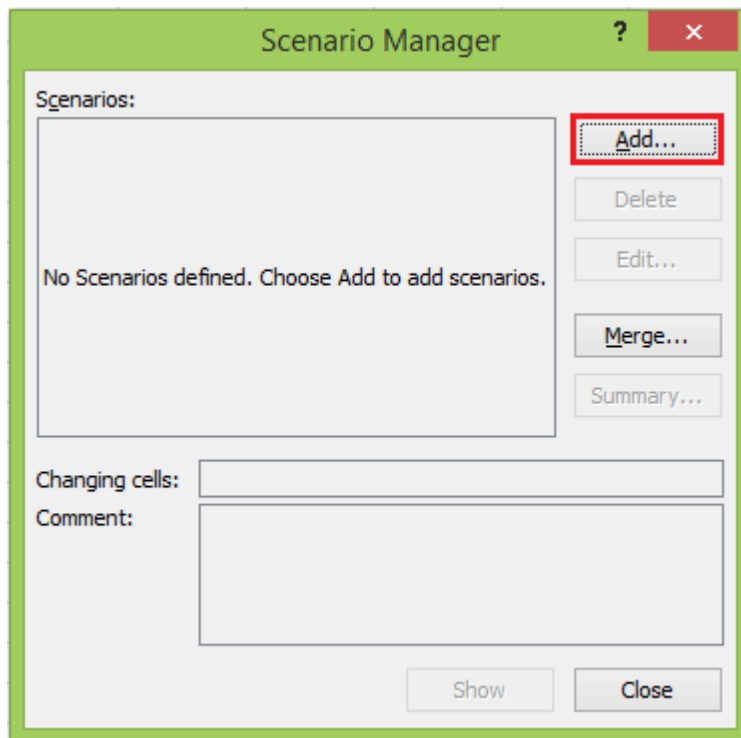 Scenario Manager
?
×
Scenarios:
Add...
Delete
No Scenarios defined. Choose Add to add scenarios.
Edit...
Merge...
Summary...
Changing cells:
Comment:
Show
Close